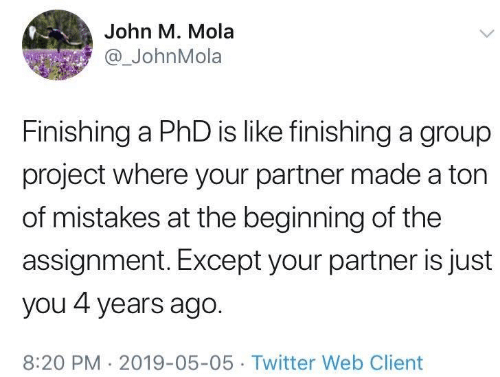 John M. Mola
@_JohnMola
Finishing a PhD is like finishing a group
project where your partner made a ton
of mistakes at the beginning of the
assignment. Except your partner is just
you 4 years ago.
8:20 PM · 2019-05-05 · Twitter Web Client